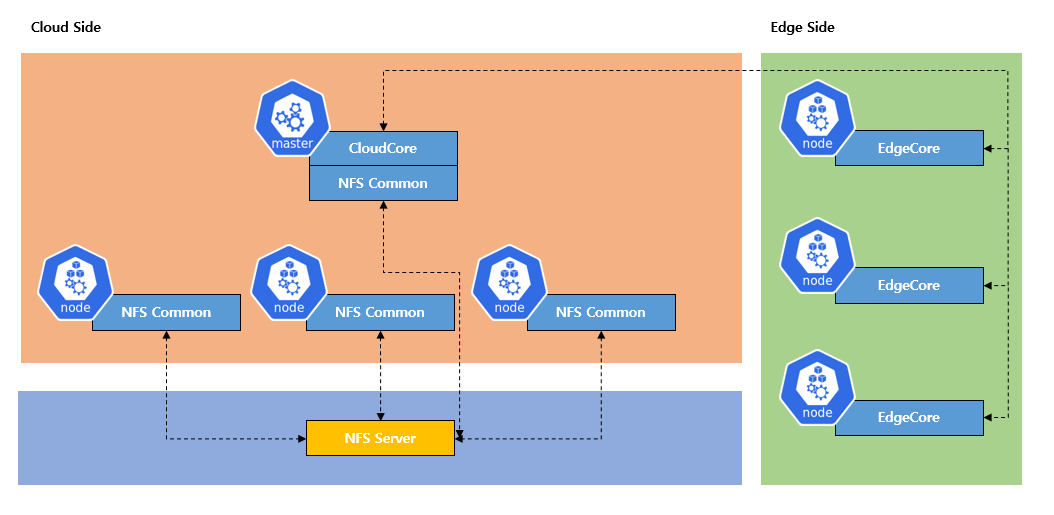 Cloud Side
Edge Side
master
CloudCore
NFS Common
node
EdgeCore
node
NFS Common
node
NFS Common
node
NFS Common
node
EdgeCore
node
EdgeCore
NFS Server